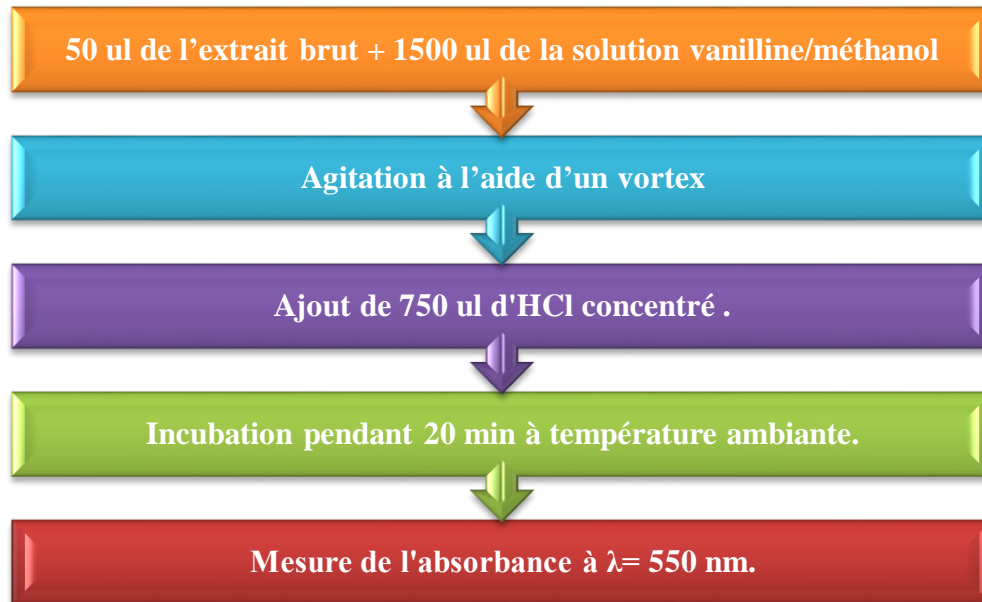 50 ul de l’extrait brut + 1500 ul de la solution vanilline/méthanol
Agitation à l’aide d’un vortex
Ajout de 750 ul d'HCl concentré .
Incubation pendant 20 min à température ambiante.
Mesure de l'absorbance à λ= 550 nm.